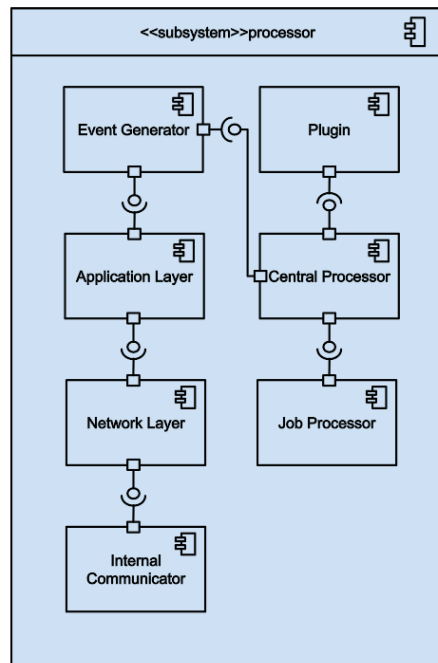 <<subsystem>>processor
Event Generator
Plugin
Application Layer
Central Processor
Network Layer
Job Processor
Internal
Communicator